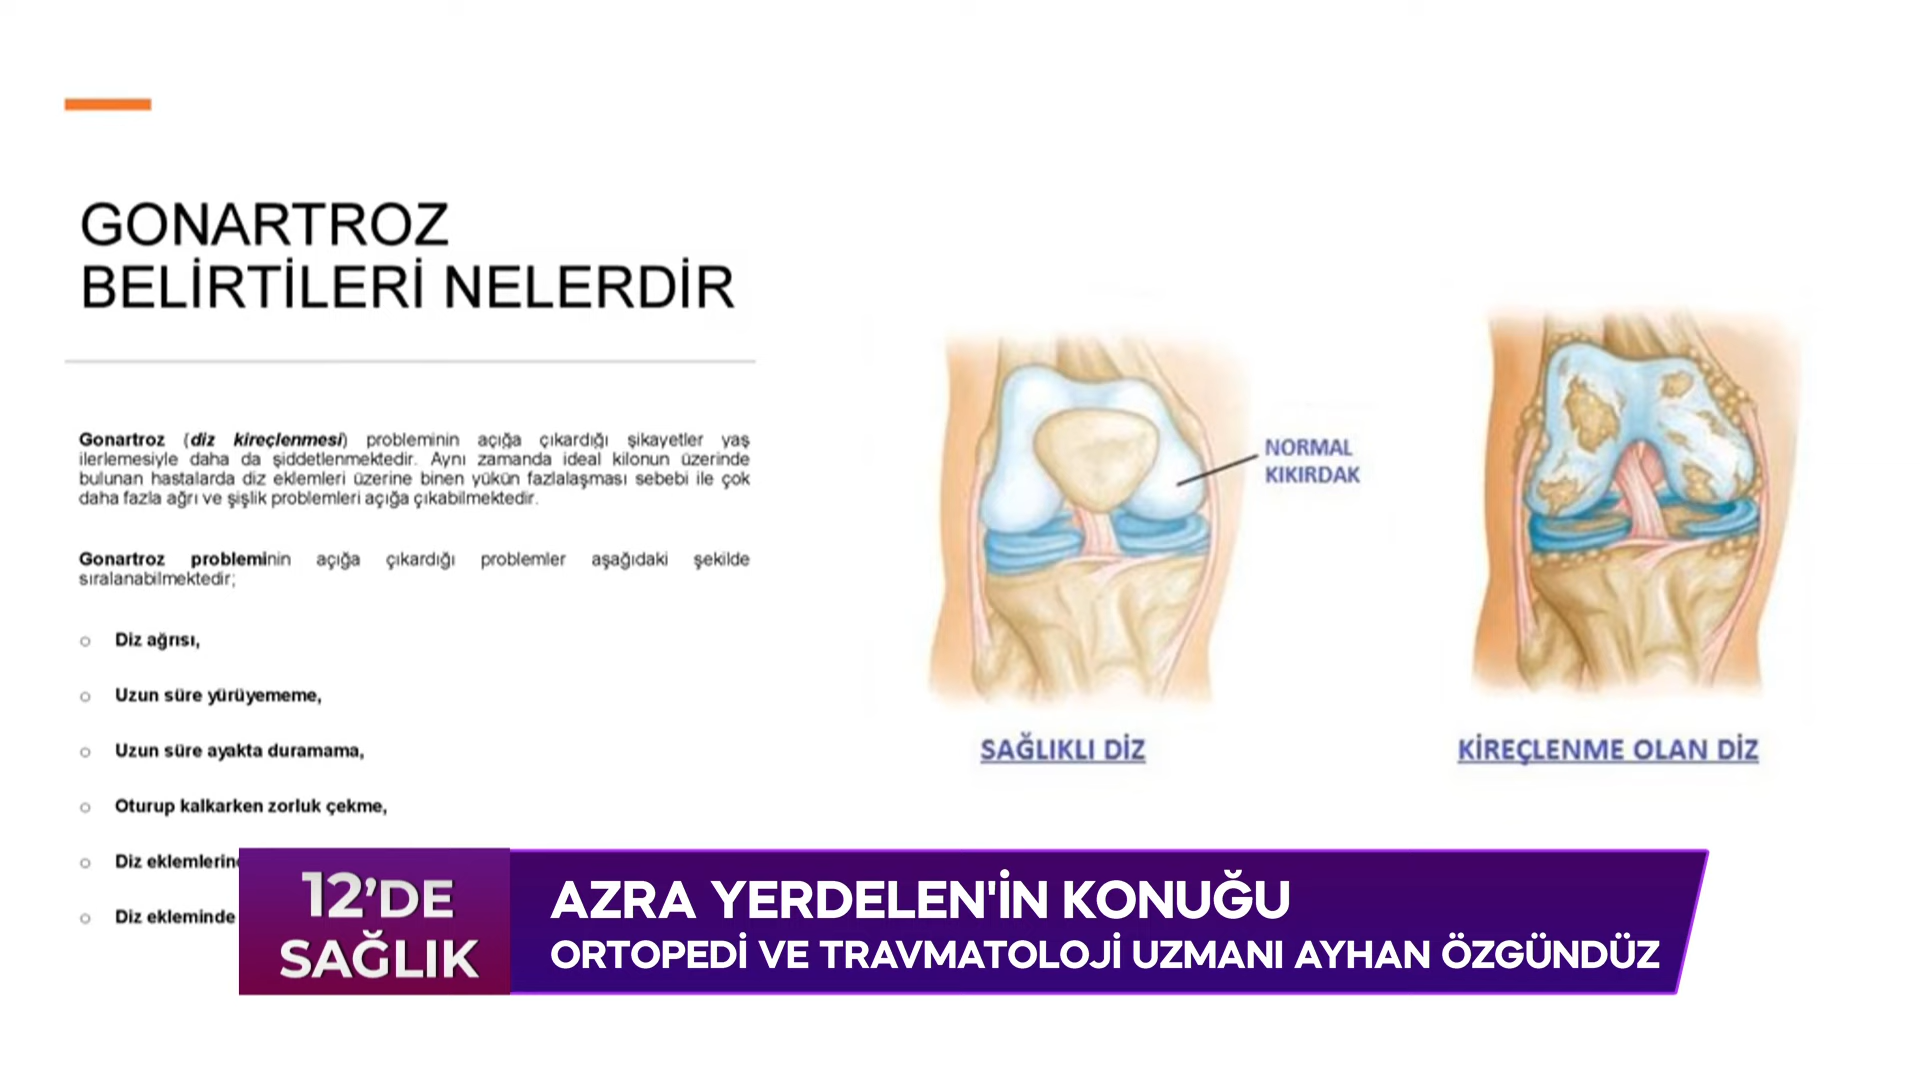 GONARTROZ
BELİRTİLERİ NELERDİR
Gonartroz (diz kireçlenmesi) probleminin açığa çıkardığı şikayetler yaş
ilerlemesiyle daha da şiddetlenmektedir. Aynı zamanda ideal kilonun üzerinde
bulunan hastalarda diz eklemleri üzerine binen yükün fazlalaşması sebebi ile çok
daha fazla ağrı ve şişlik problemleri açığa çıkabilmektedir.
Gonartroz probleminin açığa çıkardığı problemler aşağıdaki şekilde
sıralanabilmektedir;
Diz ağrısı,
Uzun süre yürüyememe,
Uzun süre ayakta duramama,
Oturup kalkarken zorluk çekme,
Diz
Diz ekleminde
NORMAL
KIKIRDAK
SAĞLIKLI DİZ
KİREÇLENME OLAN DİZ
12'DE
SAĞLIK
AZRA YERDELEN'İN KONUĞU
ORTOPEDİ VE TRAVMATOLOJİ UZMANI AYHAN ÖZGÜNDÜZ